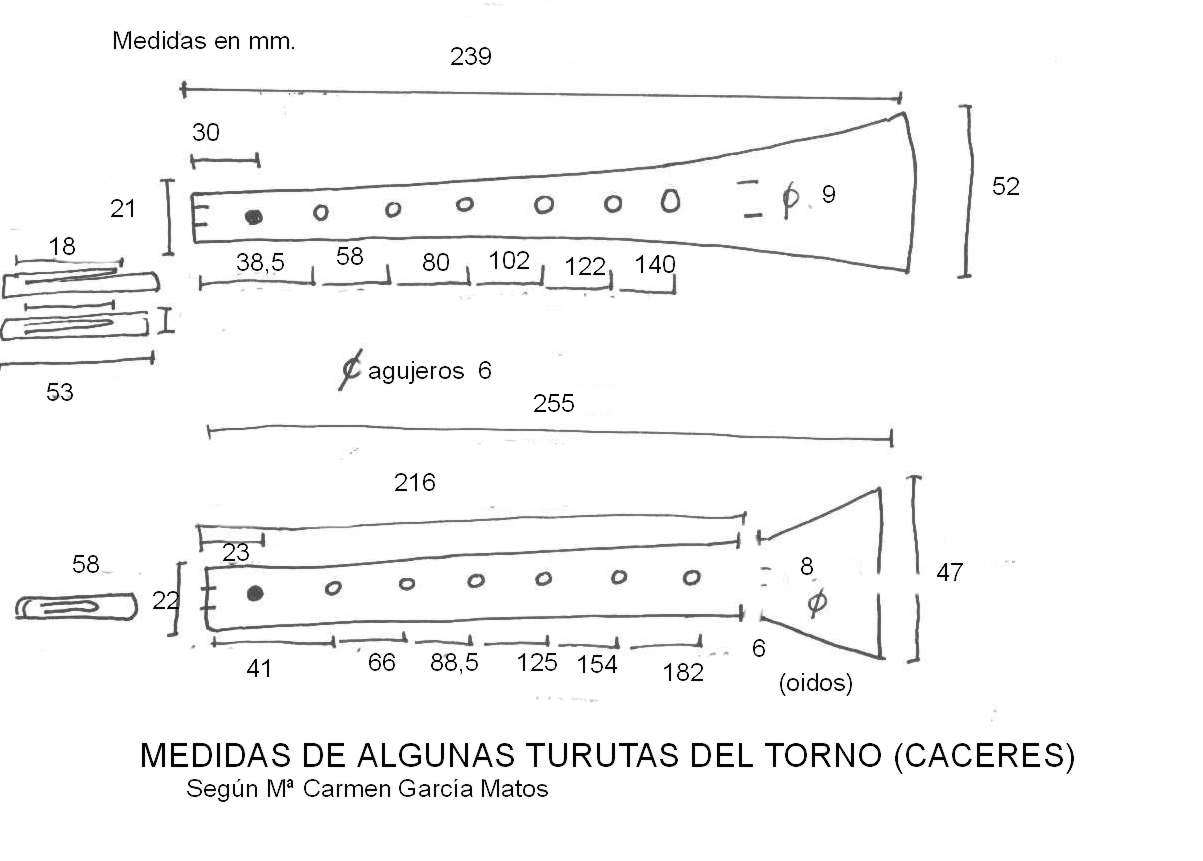 Medidas en mm.
239
30
21
52
ϕ 9
18
38,5 58 80 102 122 140
53
ϕ agujeros 6
255
216
23
58
22
8
ϕ
47
41 66 88,5 125 154 182
6
(oidos)
MEDIDAS DE ALGUNAS TURUTAS DEL TORNO (CACERES)
Según Mª Carmen García Matos